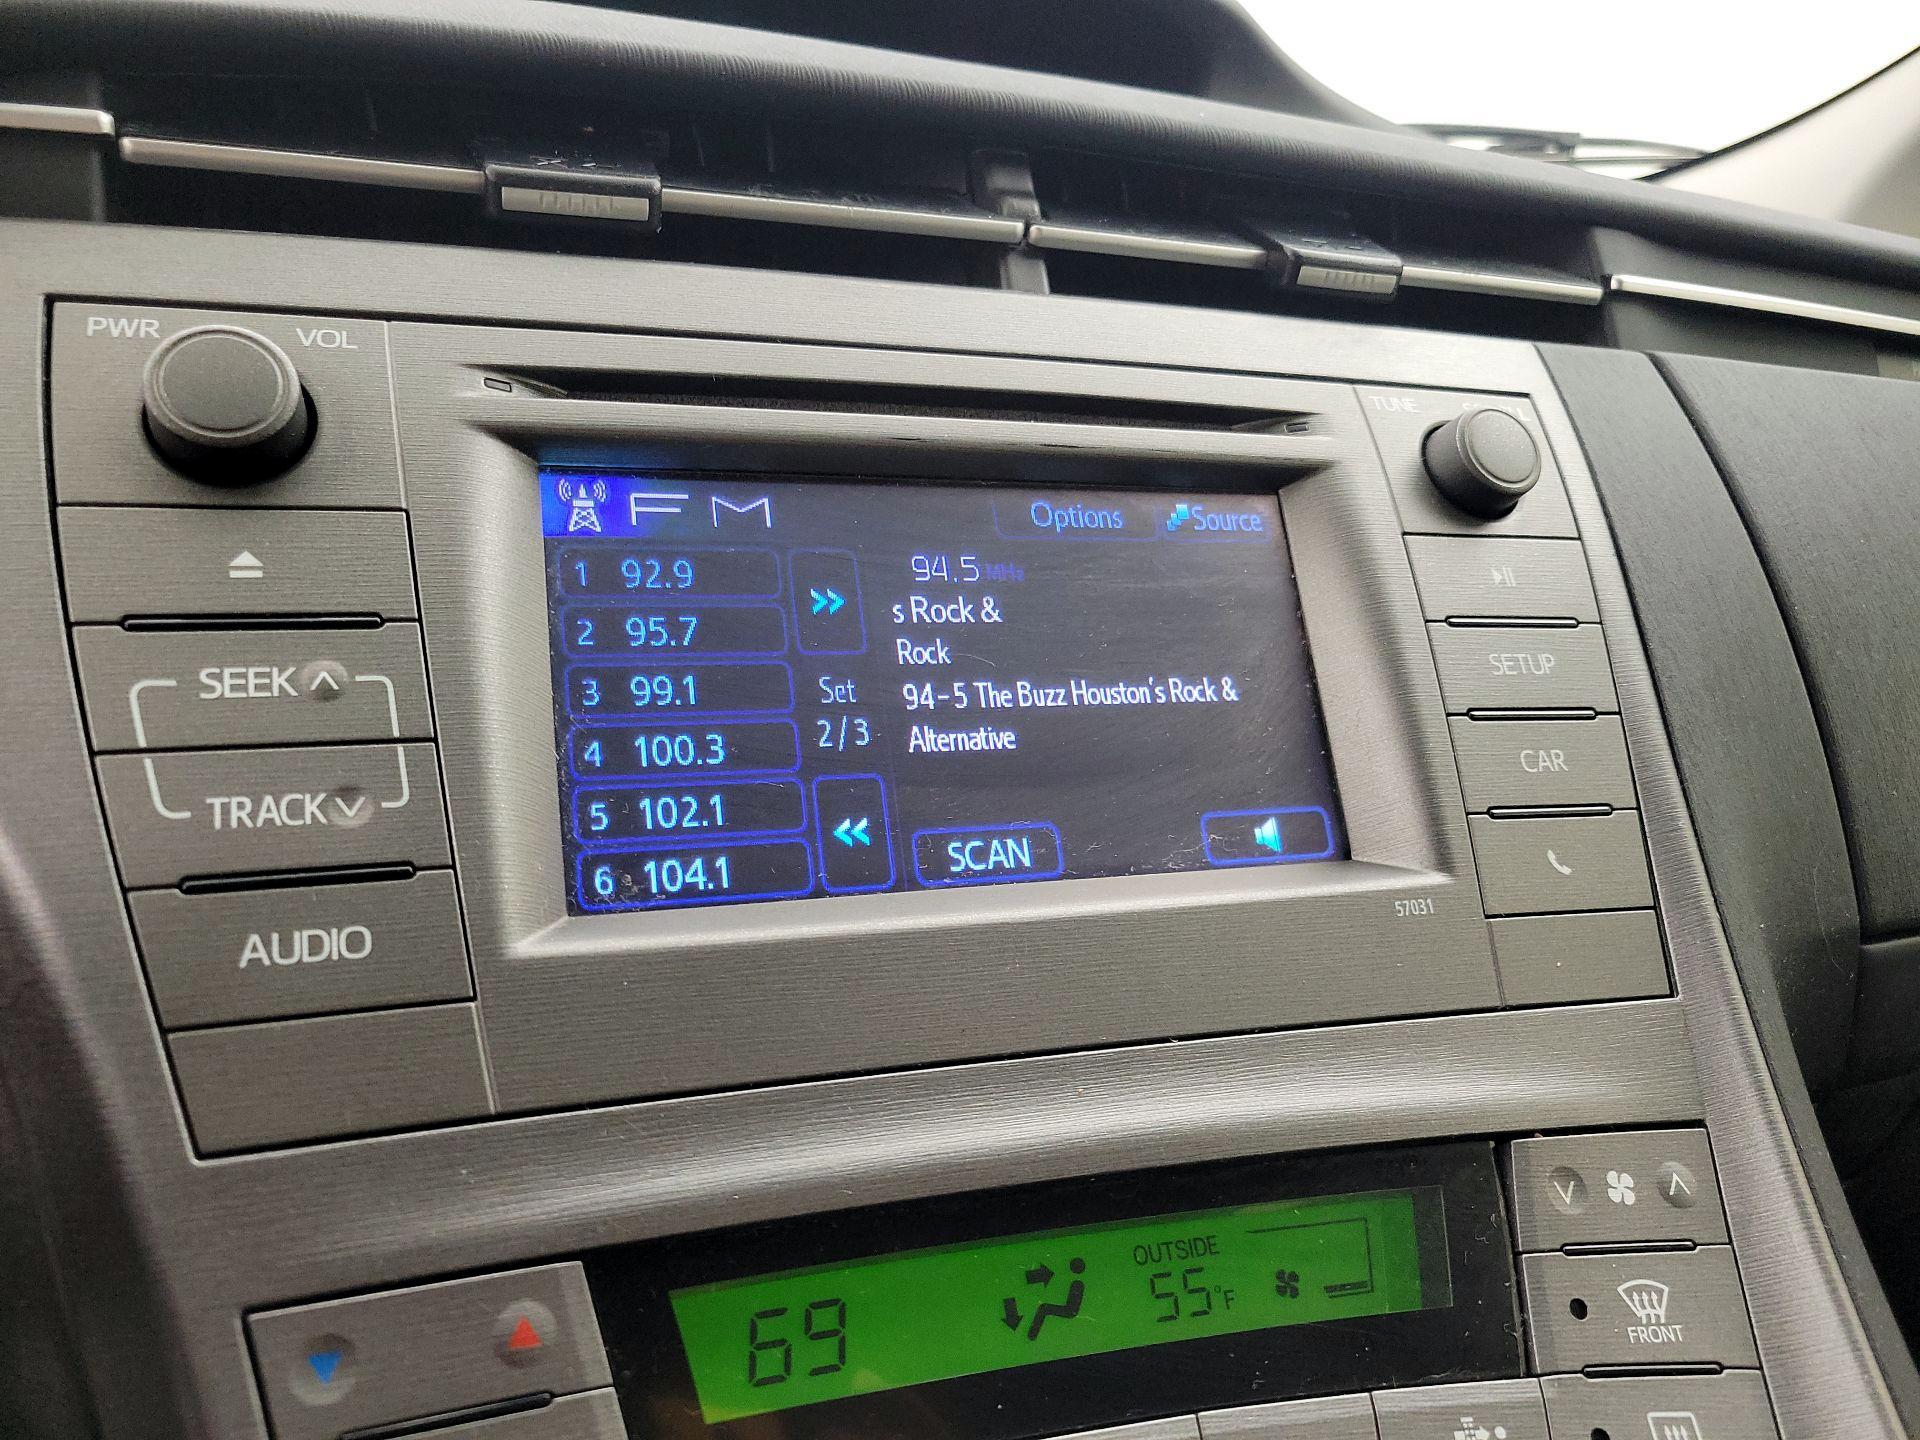 PWR VOL
TUNE
FM Options Source
1 92.9
2 95.7
3 99.1
4 100.3
5 102.1
6 104.1
>>
Set
2/3
<<
94.5 MHz
s Rock &
Rock
94-5 The Buzz Houston's Rock &
Alternative
SCAN
57031
SEEK
TRACK
AUDIO
SETUP
CAR
69
OUTSIDE
55°F
FRONT